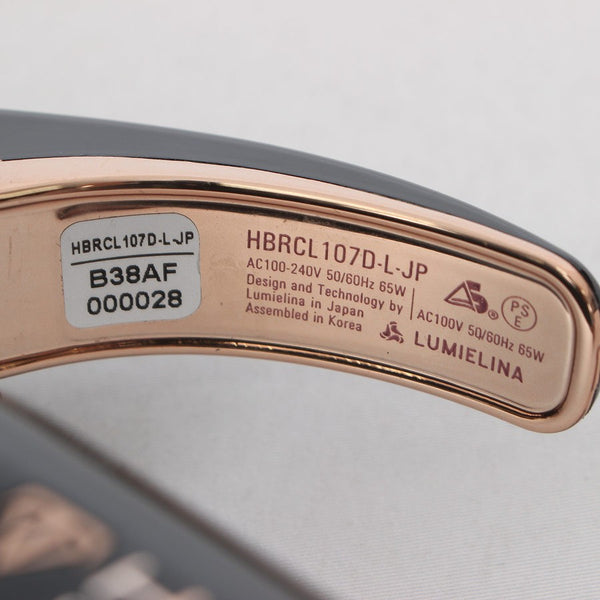 HBRCL107D-L-JP
B38AF
000028
HBRCL107D-L-JP
AC100-240V 50/60Hz 65W
Design and Technology by
Lumielina in Japan
Assembled in Korea
PS
E
AC100V 50/60Hz 65W
LUMIELINA